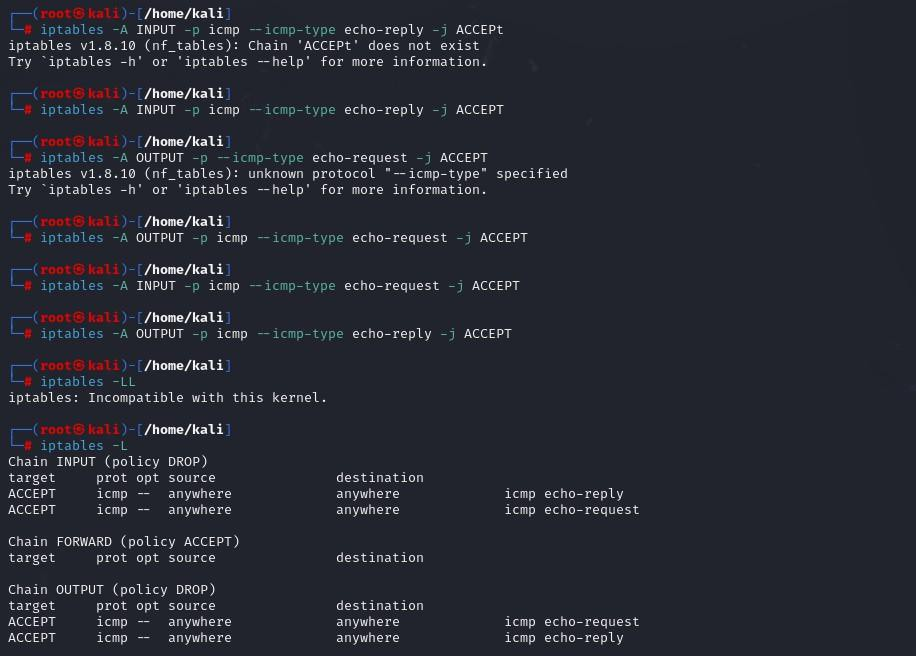 ┌──(root㉿kali)-[/home/kali]
└─# iptables -A INPUT -p icmp --icmp-type echo-reply -j ACCEPt
iptables v1.8.10 (nf_tables): Chain 'ACCEPt' does not exist
Try `iptables -h' or 'iptables --help' for more information.
┌──(root㉿kali)-[/home/kali]
└─# iptables -A INPUT -p icmp --icmp-type echo-reply -j ACCEPT
┌──(root㉿kali)-[/home/kali]
└─# iptables -A OUTPUT -p --icmp-type echo-request -j ACCEPT
iptables v1.8.10 (nf_tables): unknown protocol "--icmp-type" specified
Try `iptables -h' or 'iptables --help' for more information.
┌──(root㉿kali)-[/home/kali]
└─# iptables -A OUTPUT -p icmp --icmp-type echo-request -j ACCEPT
┌──(root㉿kali)-[/home/kali]
└─# iptables -A INPUT -p icmp --icmp-type echo-request -j ACCEPT
┌──(root㉿kali)-[/home/kali]
└─# iptables -A OUTPUT -p icmp --icmp-type echo-reply -j ACCEPT
┌──(root㉿kali)-[/home/kali]
└─# iptables -LL
iptables: Incompatible with this kernel.
┌──(root㉿kali)-[/home/kali]
└─# iptables -L
Chain INPUT (policy DROP)
target     prot opt source               destination
ACCEPT     icmp --  anywhere             anywhere             icmp echo-reply
ACCEPT     icmp --  anywhere             anywhere             icmp echo-request
Chain FORWARD (policy ACCEPT)
target     prot opt source               destination
Chain OUTPUT (policy DROP)
target     prot opt source               destination
ACCEPT     icmp --  anywhere             anywhere             icmp echo-request
ACCEPT     icmp --  anywhere             anywhere             icmp echo-reply